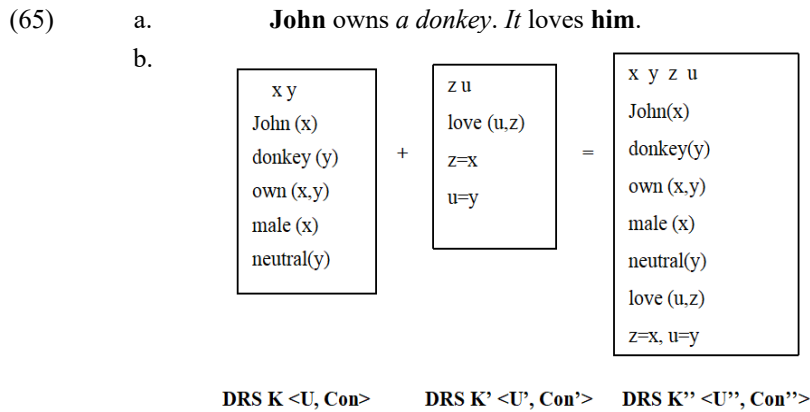 (65) a. John owns a donkey. It loves him.
b.
x y
John (x)
donkey (y)
own (x,y)
male (x)
neutral(y)
+
z u
love (u,z)
z=x
u=y
=
x y z u
John(x)
donkey(y)
own (x,y)
male (x)
neutral(y)
love (u,z)
z=x, u=y
DRS K <U, Con> DRS K’ <U’, Con’> DRS K’’ <U’’, Con’’>